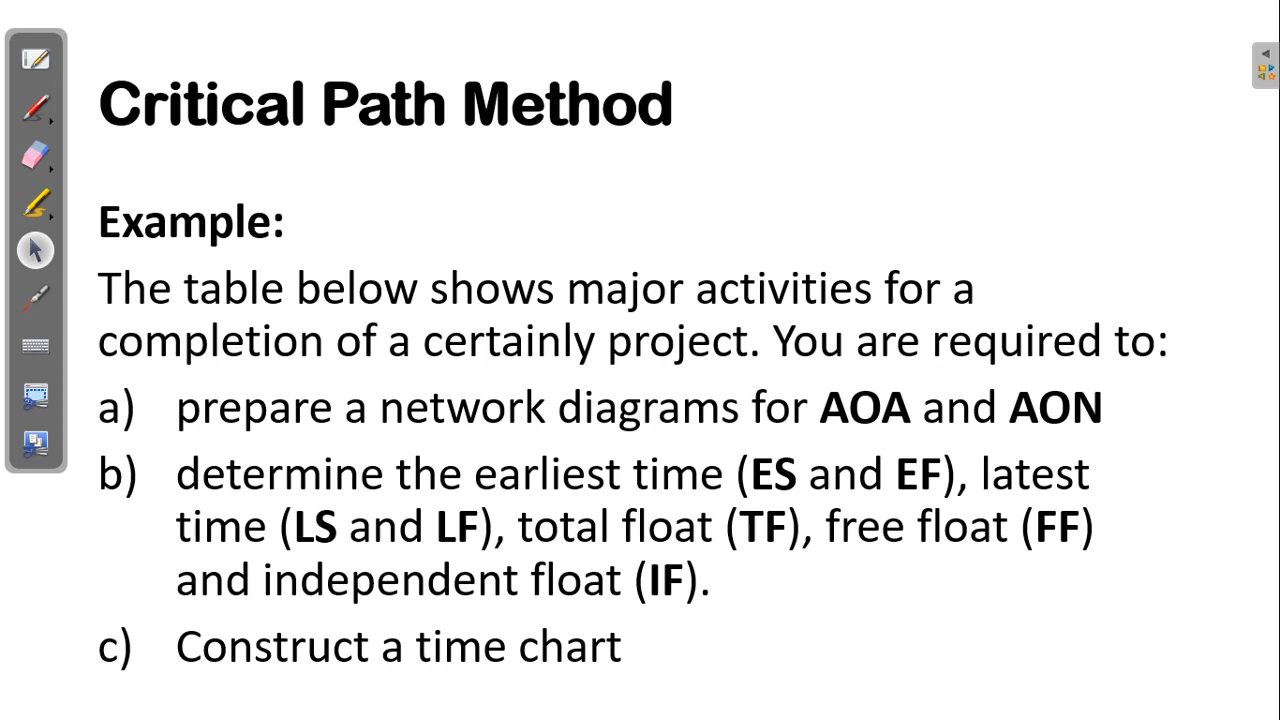 Critical Path Method
Example:
The table below shows major activities for a
completion of a certainly project. You are required to:
a) prepare a network diagrams for AOA and AON
b) determine the earliest time (ES and EF), latest
time (LS and LF), total float (TF), free float (FF)
and independent float (IF).
c) Construct a time chart